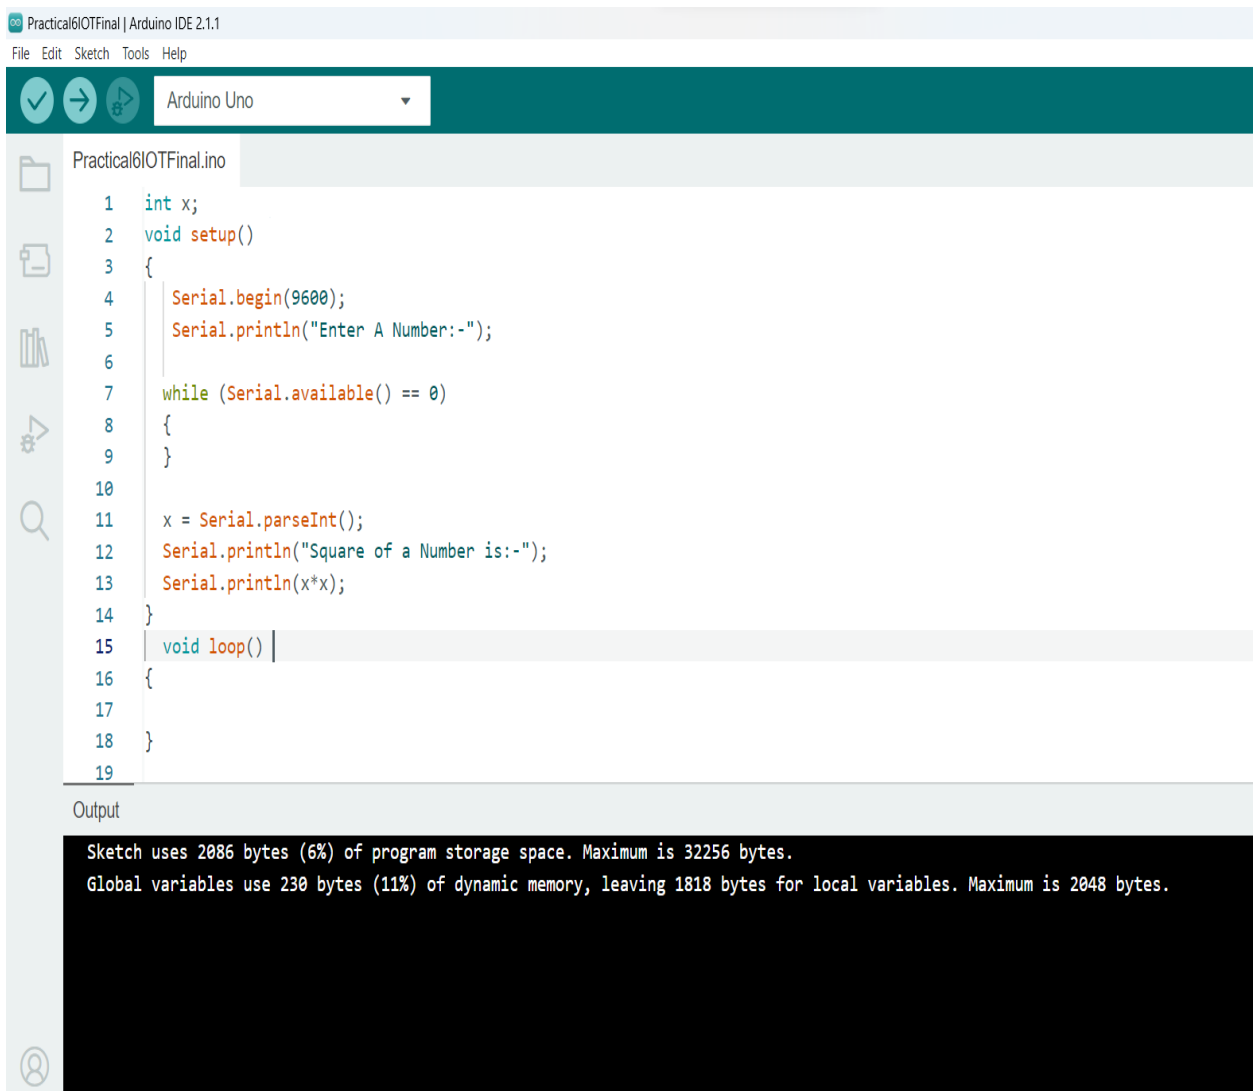 Practical6IOTFinal | Arduino IDE 2.1.1
File Edit Sketch Tools Help
Arduino Uno
Practical6IOTFinal.ino
1 int x;
2 void setup()
3 {
4 Serial.begin(9600);
5 Serial.println("Enter A Number:-");
6
7 while (Serial.available() == 0)
8 {
9 }
10
11 x = Serial.parseInt();
12 Serial.println("Square of a Number is:-");
13 Serial.println(x*x);
14 }
15 void loop()
16 {
17
18 }
19
Output
Sketch uses 2086 bytes (6%) of program storage space. Maximum is 32256 bytes.
Global variables use 230 bytes (11%) of dynamic memory, leaving 1818 bytes for local variables. Maximum is 2048 bytes.